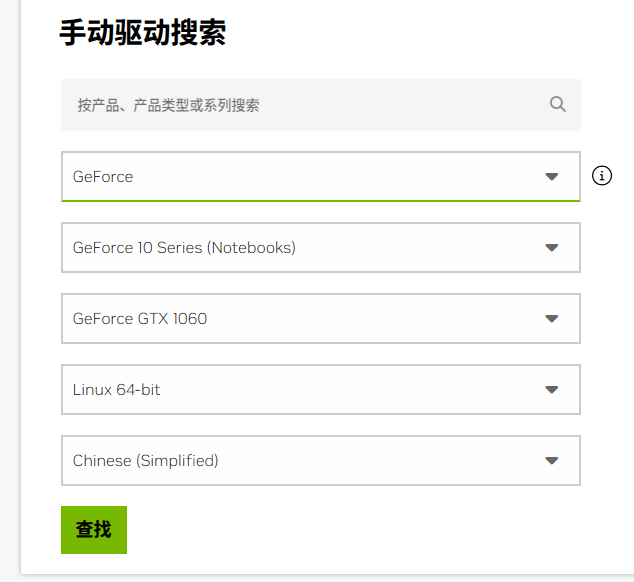 手动驱动搜索
按产品、产品类型或系列搜索
GeForce
GeForce 10 Series (Notebooks)
GeForce GTX 1060
Linux 64-bit
Chinese (Simplified)
查找